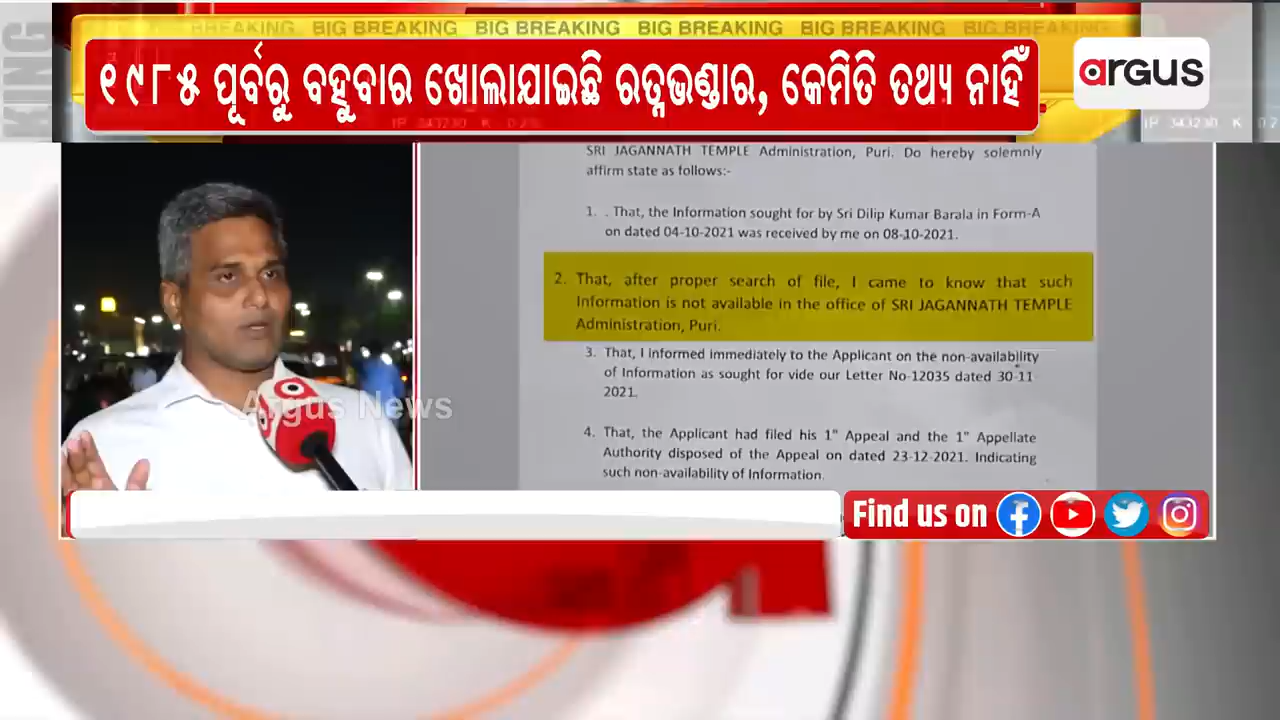 KING
BIG BREAKING BIG BREAKING BIG BREAKING BIG BREAKING
୧୯୮୫ ପୂର୍ବରୁ ବହୁବାର ଖୋଲାଯାଇଛି ରତ୍ନଭଣ୍ଡାର, କେମିତି ତଥ୍ୟ ନାହିଁ
argus
SRI JAGANNATH TEMPLE Administration, Puri. Do hereby solemnly
affirm state as follows:-
1. . That, the Information sought for by Sri Dilip Kumar Barala in Form-A
on dated 04-10-2021 was received by me on 08-10-2021.
2. That, after proper search of file, I came to know that such
Information is not available in the office of SRI JAGANNATH TEMPLE
Administration, Puri.
3. That, I Informed immediately to the Applicant on the non-availability
of Information as sought for vide our Letter No-12035 dated 30-11
2021.
4. That, the Applicant had filed his 1" Appeal and the 1" Appellate
Authority disposed of the Appeal on dated 23-12-2021. Indicating
such non-availability of Information.
Argus News
Find us on